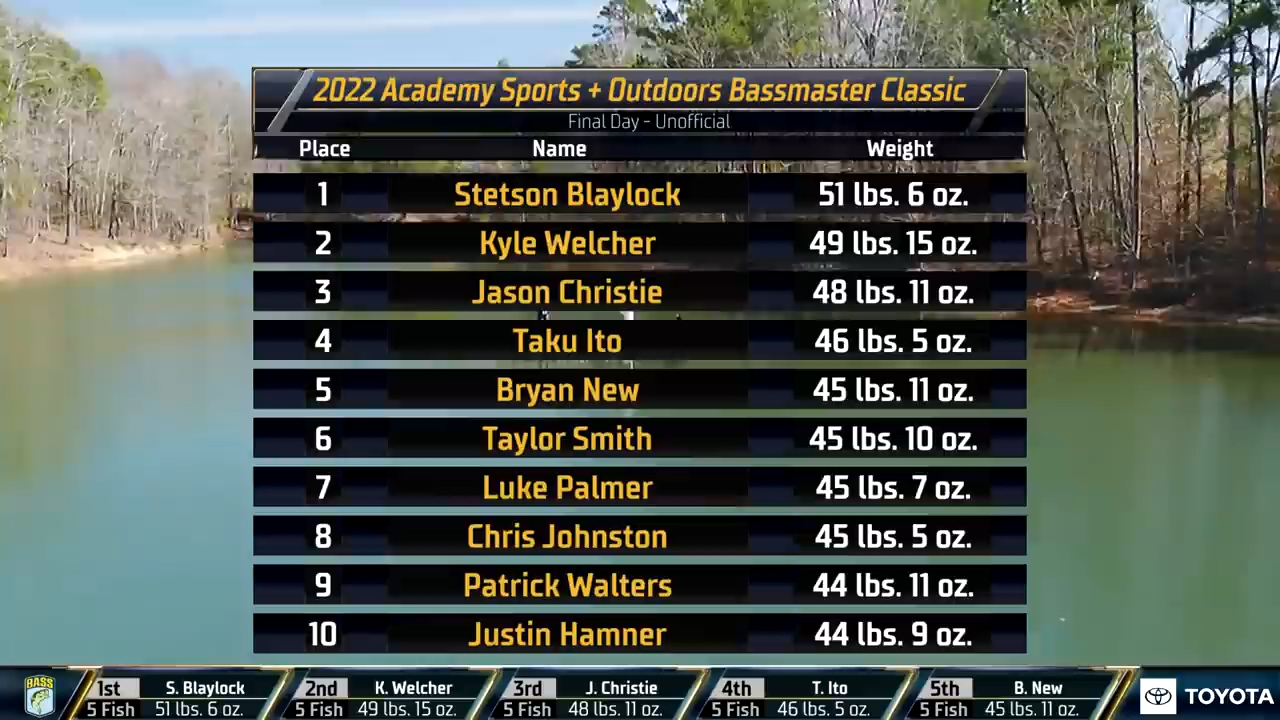 2022 Academy Sports + Outdoors Bassmaster Classic
Final Day - Unofficial
Place Name Weight
1 Stetson Blaylock 51 lbs. 6 oz.
2 Kyle Welcher 49 lbs. 15 oz.
3 Jason Christie 48 lbs. 11 oz.
4 Taku Ito 46 lbs. 5 oz.
5 Bryan New 45 lbs. 11 oz.
6 Taylor Smith 45 lbs. 10 oz.
7 Luke Palmer 45 lbs. 7 oz.
8 Chris Johnston 45 lbs. 5 oz.
9 Patrick Walters 44 lbs. 11 oz.
10 Justin Hamner 44 lbs. 9 oz.
BASS
1st S. Blaylock 2nd K. Welcher 3rd J. Christie 4th T. Ito 5th B. New
5 Fish 51 lbs. 6 oz. 5 Fish 49 lbs. 15 oz. 5 Fish 48 lbs. 11 oz. 5 Fish 46 lbs. 5 oz. 5 Fish 45 lbs. 11 oz.
TOYOTA